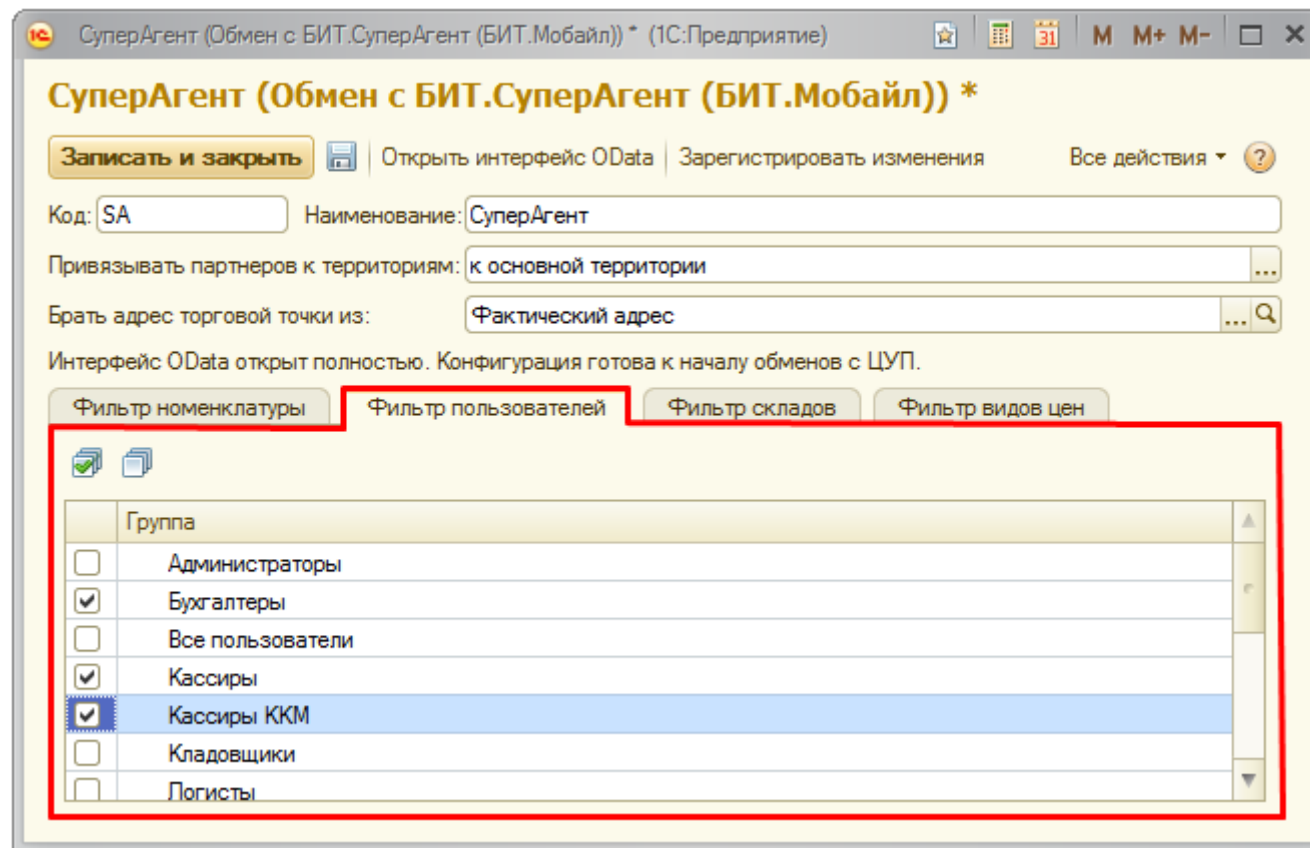 СуперАгент (Обмен с БИТ.СуперАгент (БИТ.Мобайл)) * (1С:Предприятие) 31 M M+ M-
СуперАгент (Обмен с БИТ.СуперАгент (БИТ.Мобайл)) *
Записать и закрыть Открыть интерфейс OData Зарегистрировать изменения Все действия ?
Код: SA Наименование: СуперАгент
Привязывать партнеров к территориям: к основной территории ...
Брать адрес торговой точки из: Фактический адрес ...
Интерфейс OData открыт полностью. Конфигурация готова к началу обменов с ЦУП.
Фильтр номенклатуры Фильтр пользователей Фильтр складов Фильтр видов цен
Группа
Администраторы
Бухгалтеры
Все пользователи
Кассиры
Кассиры ККМ
Кладовщики
Логисты